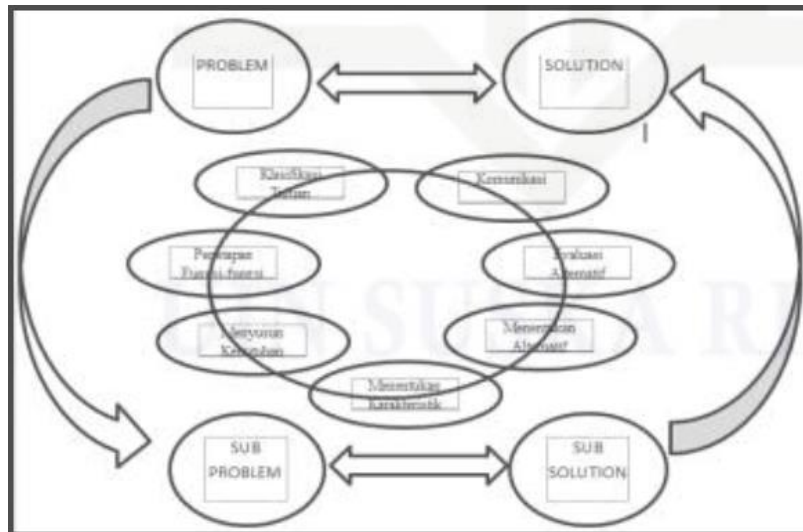 PROBLEM
SOLUTION
Klasifikasi
Tujuan
Komunikasi
Penetapan
Fungsi-fungsi
Evaluasi
Alternatif
Menyusun
Kebutuhan
Menentukan
Alternatif
Menentukan
Karakteristik
SUB
PROBLEM
SUB
SOLUTION